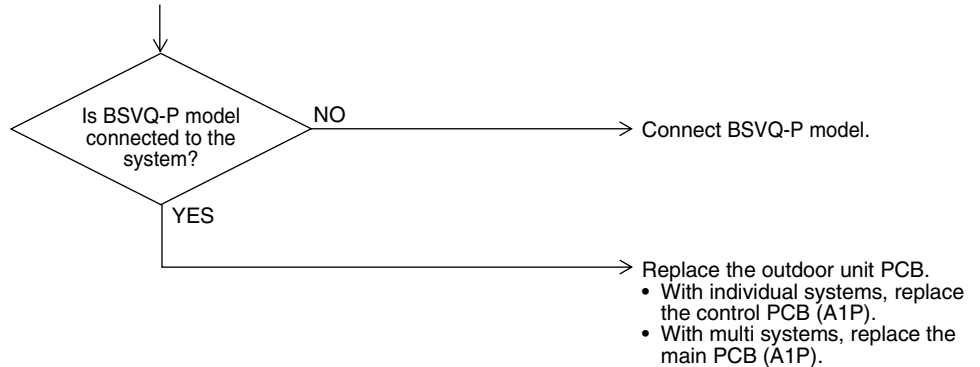 Is BSVQ-P model
connected to the
system?
NO
Connect BSVQ-P model.
YES
Replace the outdoor unit PCB.
• With individual systems, replace
the control PCB (A1P).
• With multi systems, replace the
main PCB (A1P).